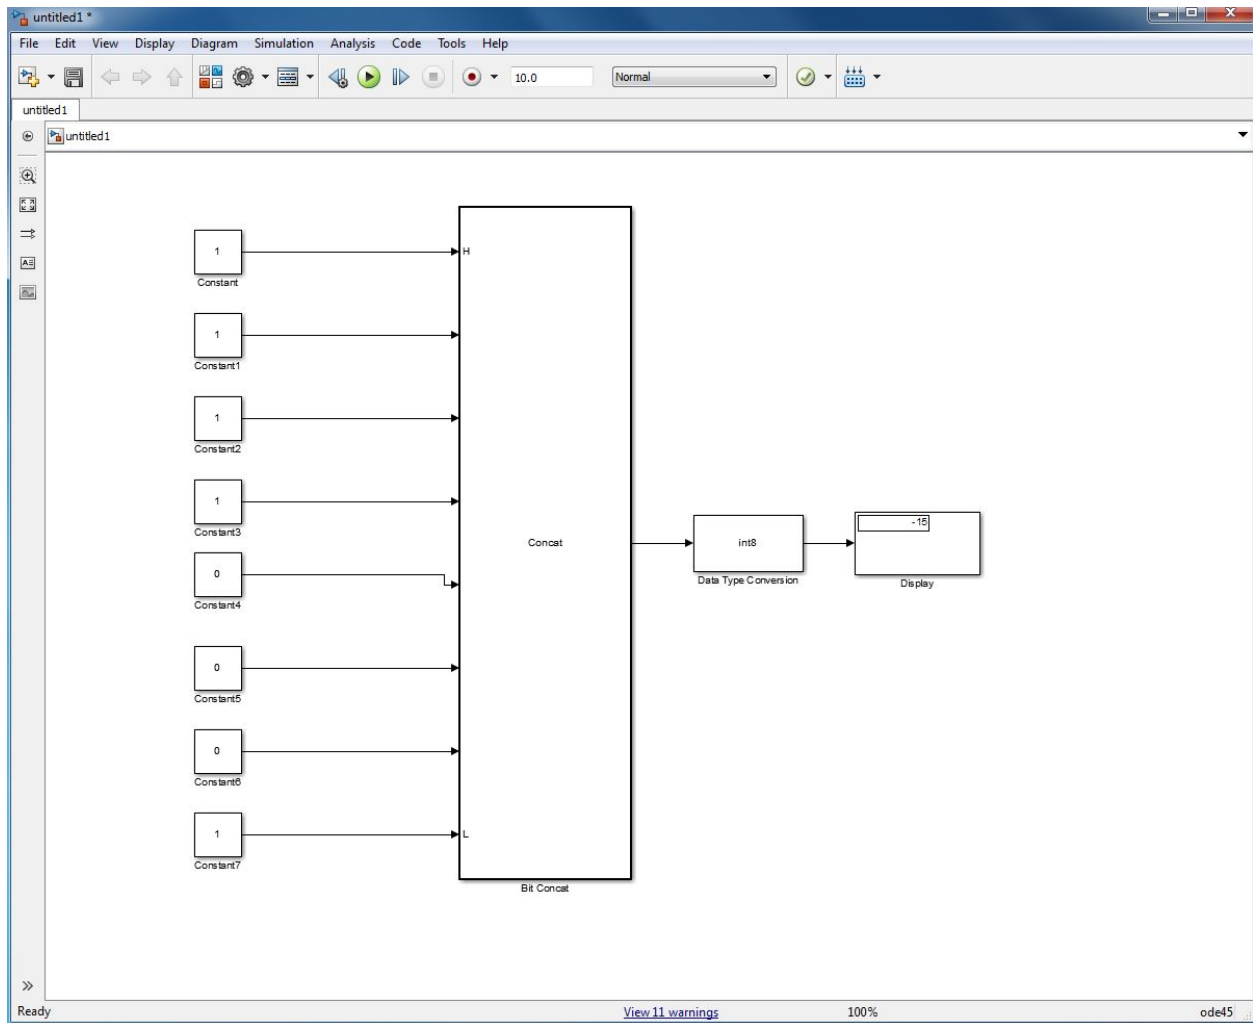 untitled1 *
File Edit View Display Diagram Simulation Analysis Code Tools Help
10.0 Normal
untitled1
untitled1
1 H
Constant
1
Constant1
1
Constant2
1
Constant3
Concat
int8
-15
Data Type Conversion
Display
0
Constant4
0
Constant5
0
Constant6
1 L
Constant7
Bit Concat
Ready View 11 warnings 100% ode45